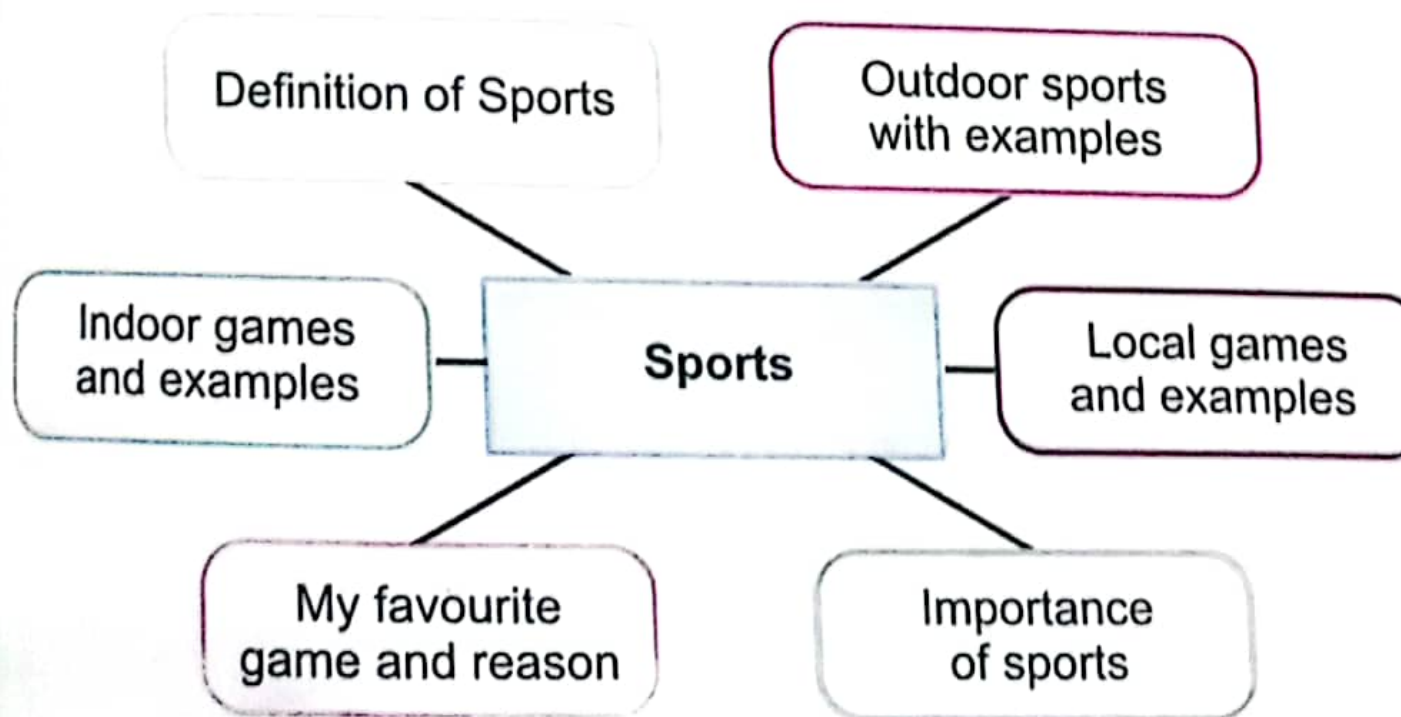 Definition of Sports
Outdoor sports
with examples
Indoor games
and examples
Sports
Local games
and examples
My favourite
game and reason
Importance
of sports